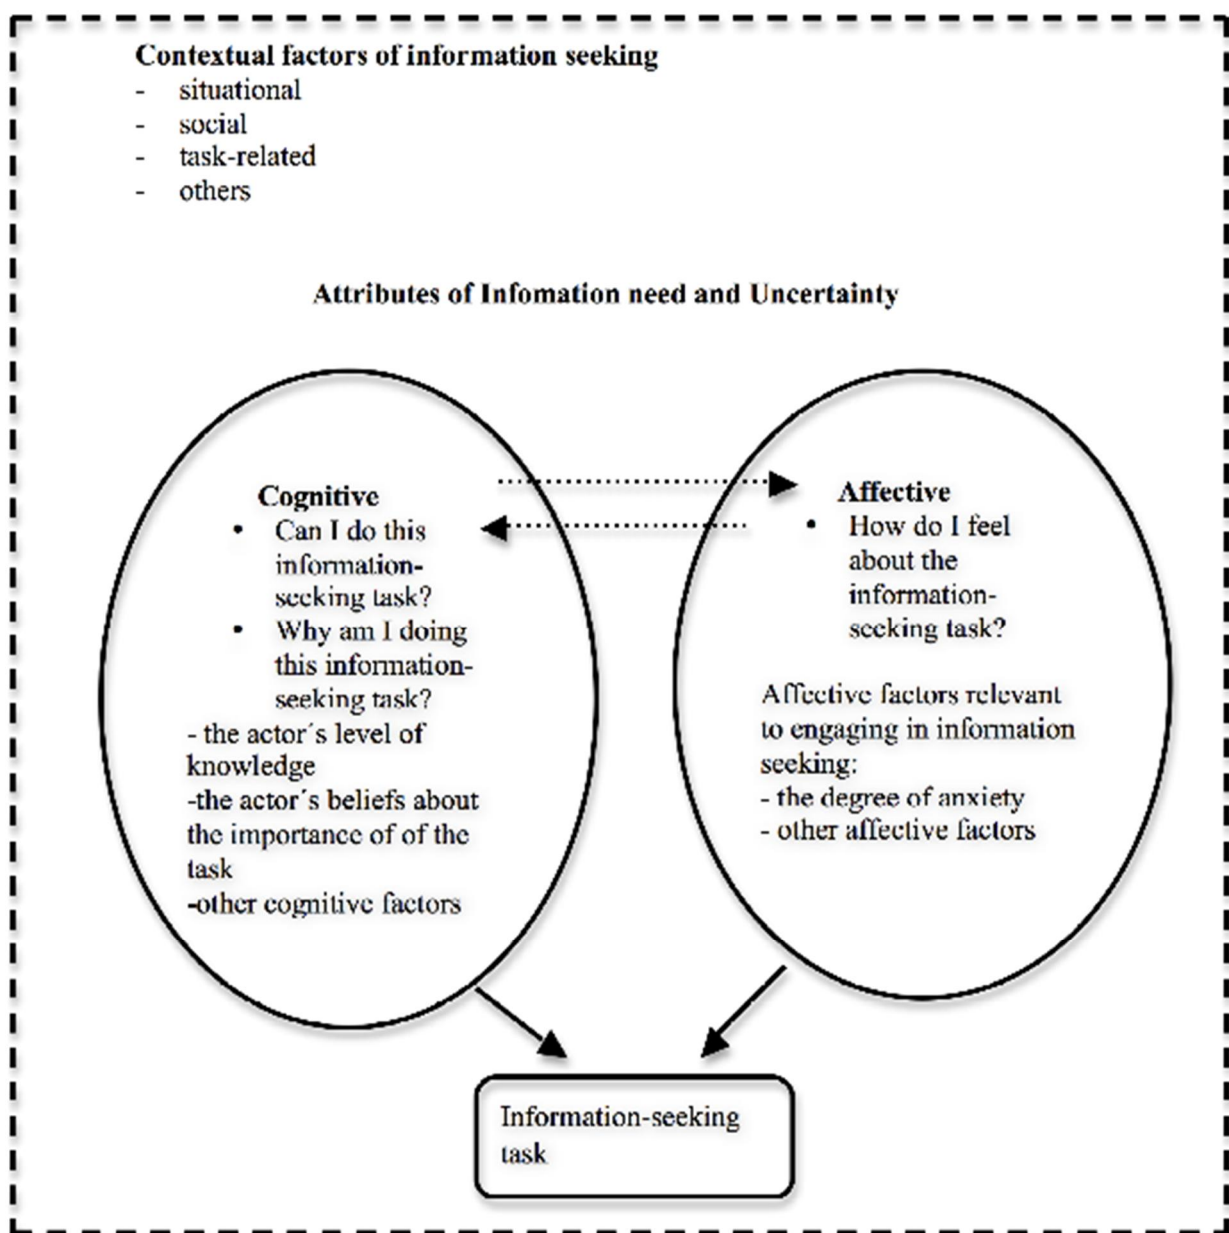 Contextual factors of information seeking
- situational
- social
- task-related
- others
Attributes of Infomation need and Uncertainty
Cognitive
• Can I do this
information-
seeking task?
• Why am I doing
this information-
seeking task?
- the actor´s level of
knowledge
-the actor´s beliefs about
the importance of of the
task
-other cognitive factors
Affective
• How do I feel
about the
information-
seeking task?
Affective factors relevant
to engaging in information
seeking:
- the degree of anxiety
- other affective factors
Information-seeking
task